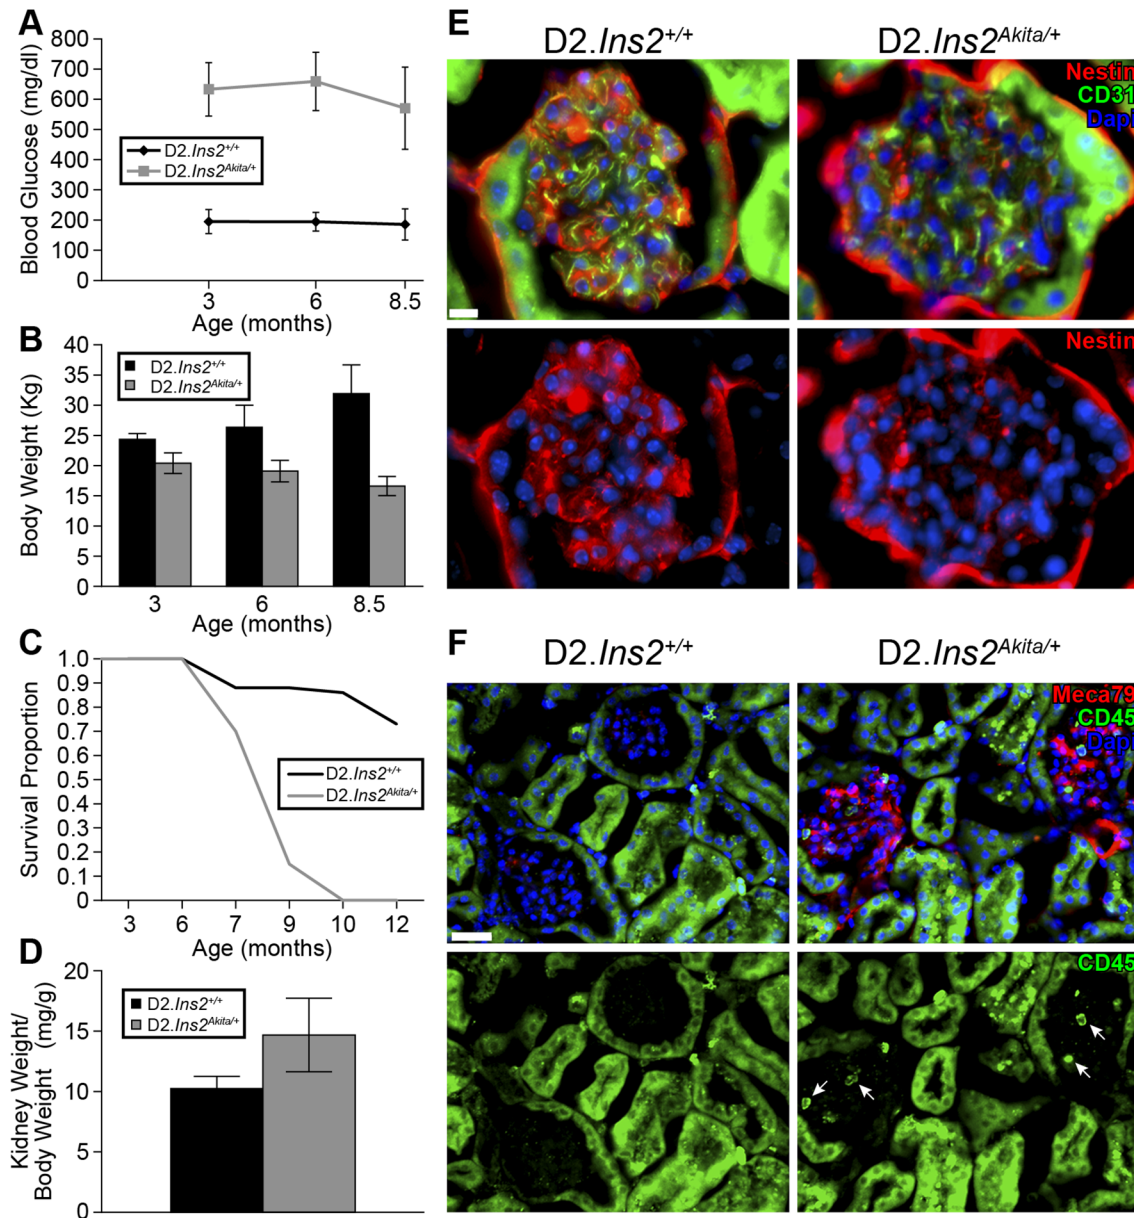 A
Blood Glucose (mg/dl)
800
700
600
500
400
300
200
100
0
D2.Ins2+/+
D2.Ins2Akita/+
3
6
8.5
Age (months)
B
Body Weight (Kg)
40
35
30
25
20
15
10
5
0
D2.Ins2+/+
D2.Ins2Akita/+
3
6
8.5
Age (months)
C
Survival Proportion
1.0
0.9
0.8
0.7
0.6
0.5
0.4
0.3
0.2
0.1
0
D2.Ins2+/+
D2.Ins2Akita/+
3
6
7
9
10
12
Age (months)
D
Kidney Weight/
Body Weight (mg/g)
20
15
10
5
0
D2.Ins2+/+
D2.Ins2Akita/+
E
D2.Ins2+/+
D2.Ins2Akita/+
Nestin
CD31
Dapi
Nestin
F
D2.Ins2+/+
D2.Ins2Akita/+
Meca79
CD45
Dapi
CD45